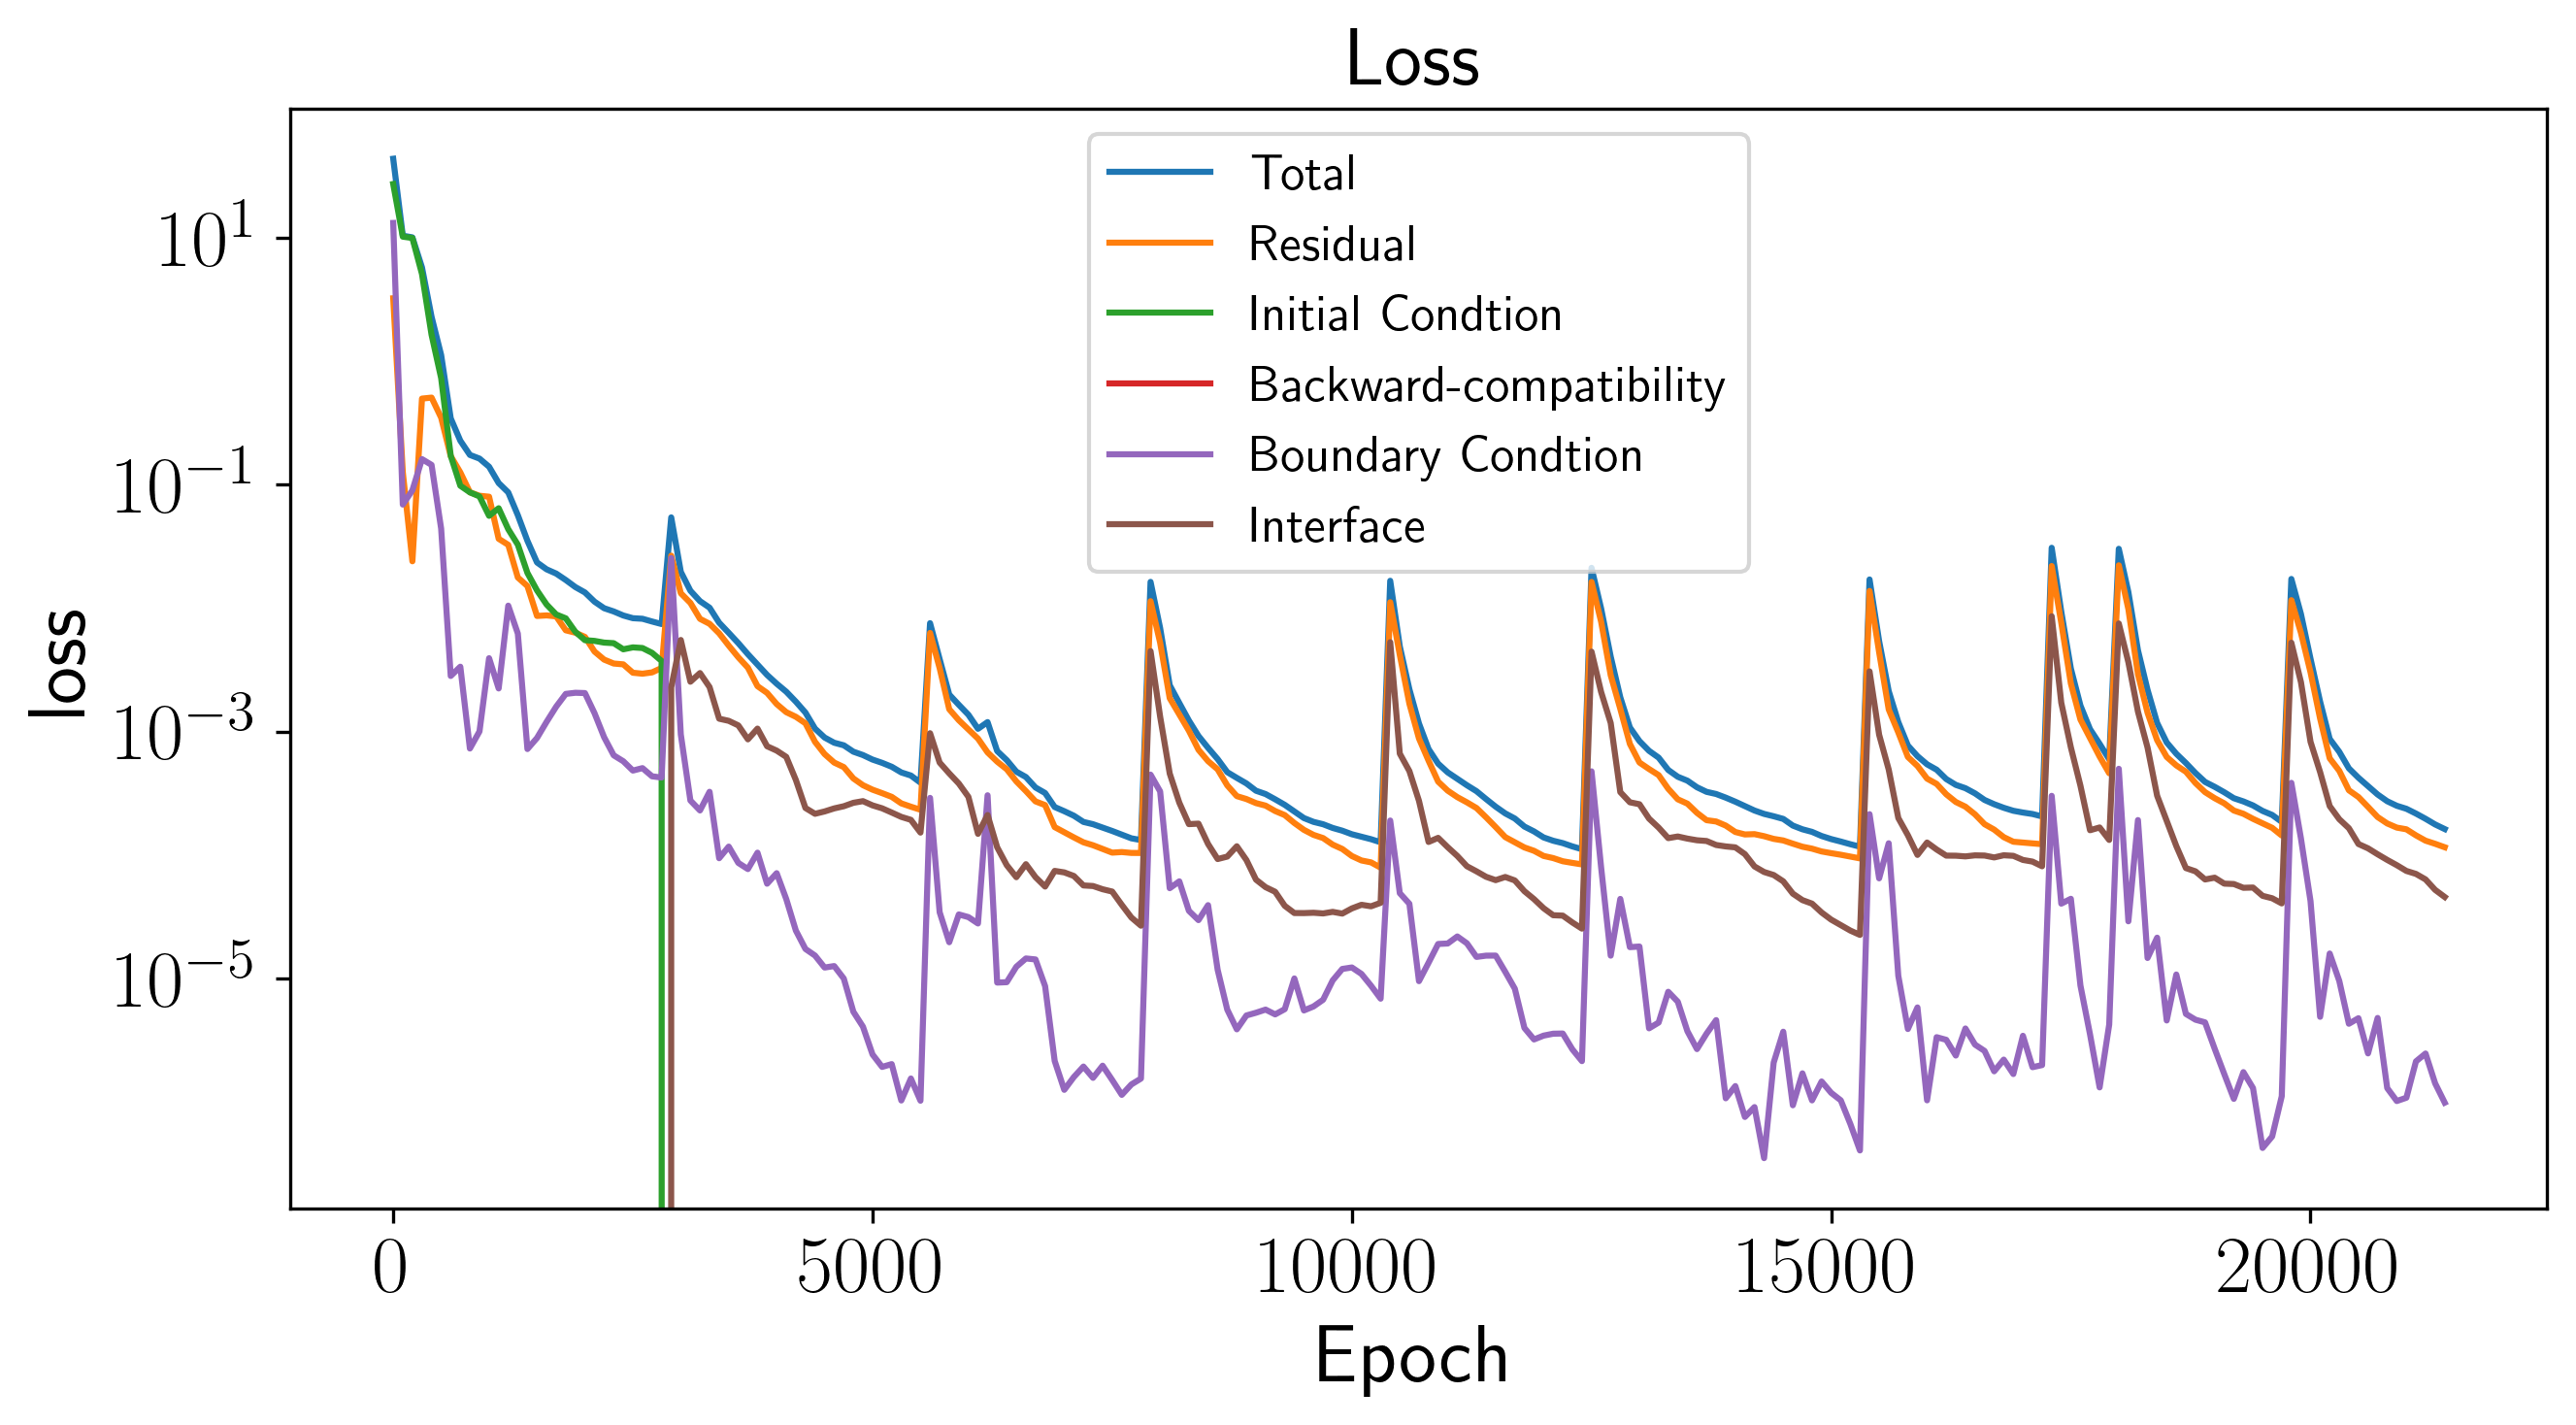 Loss
Total
Residual
Initial Condtion
Backward-compatibility
Boundary Condtion
Interface
10^1
10^{-1}
10^{-3}
10^{-5}
loss
0 5000 10000 15000 20000
Epoch